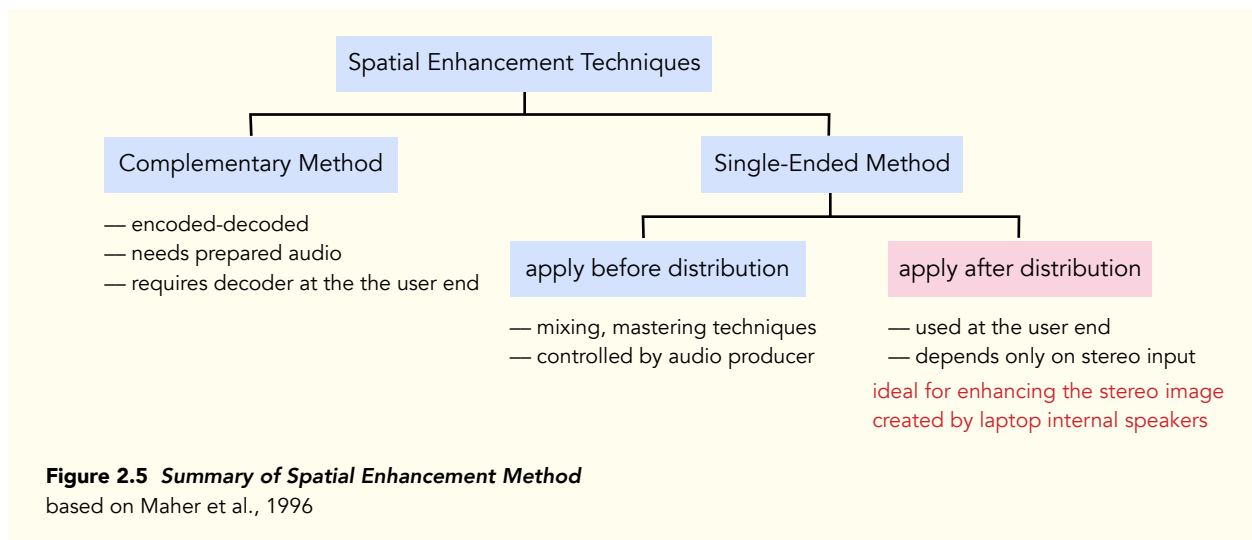 Spatial Enhancement Techniques
Complementary Method
— encoded-decoded
— needs prepared audio
— requires decoder at the the user end
Single-Ended Method
apply before distribution
— mixing, mastering techniques
— controlled by audio producer
apply after distribution
— used at the user end
— depends only on stereo input
ideal for enhancing the stereo image
created by laptop internal speakers
Figure 2.5 Summary of Spatial Enhancement Method
based on Maher et al., 1996